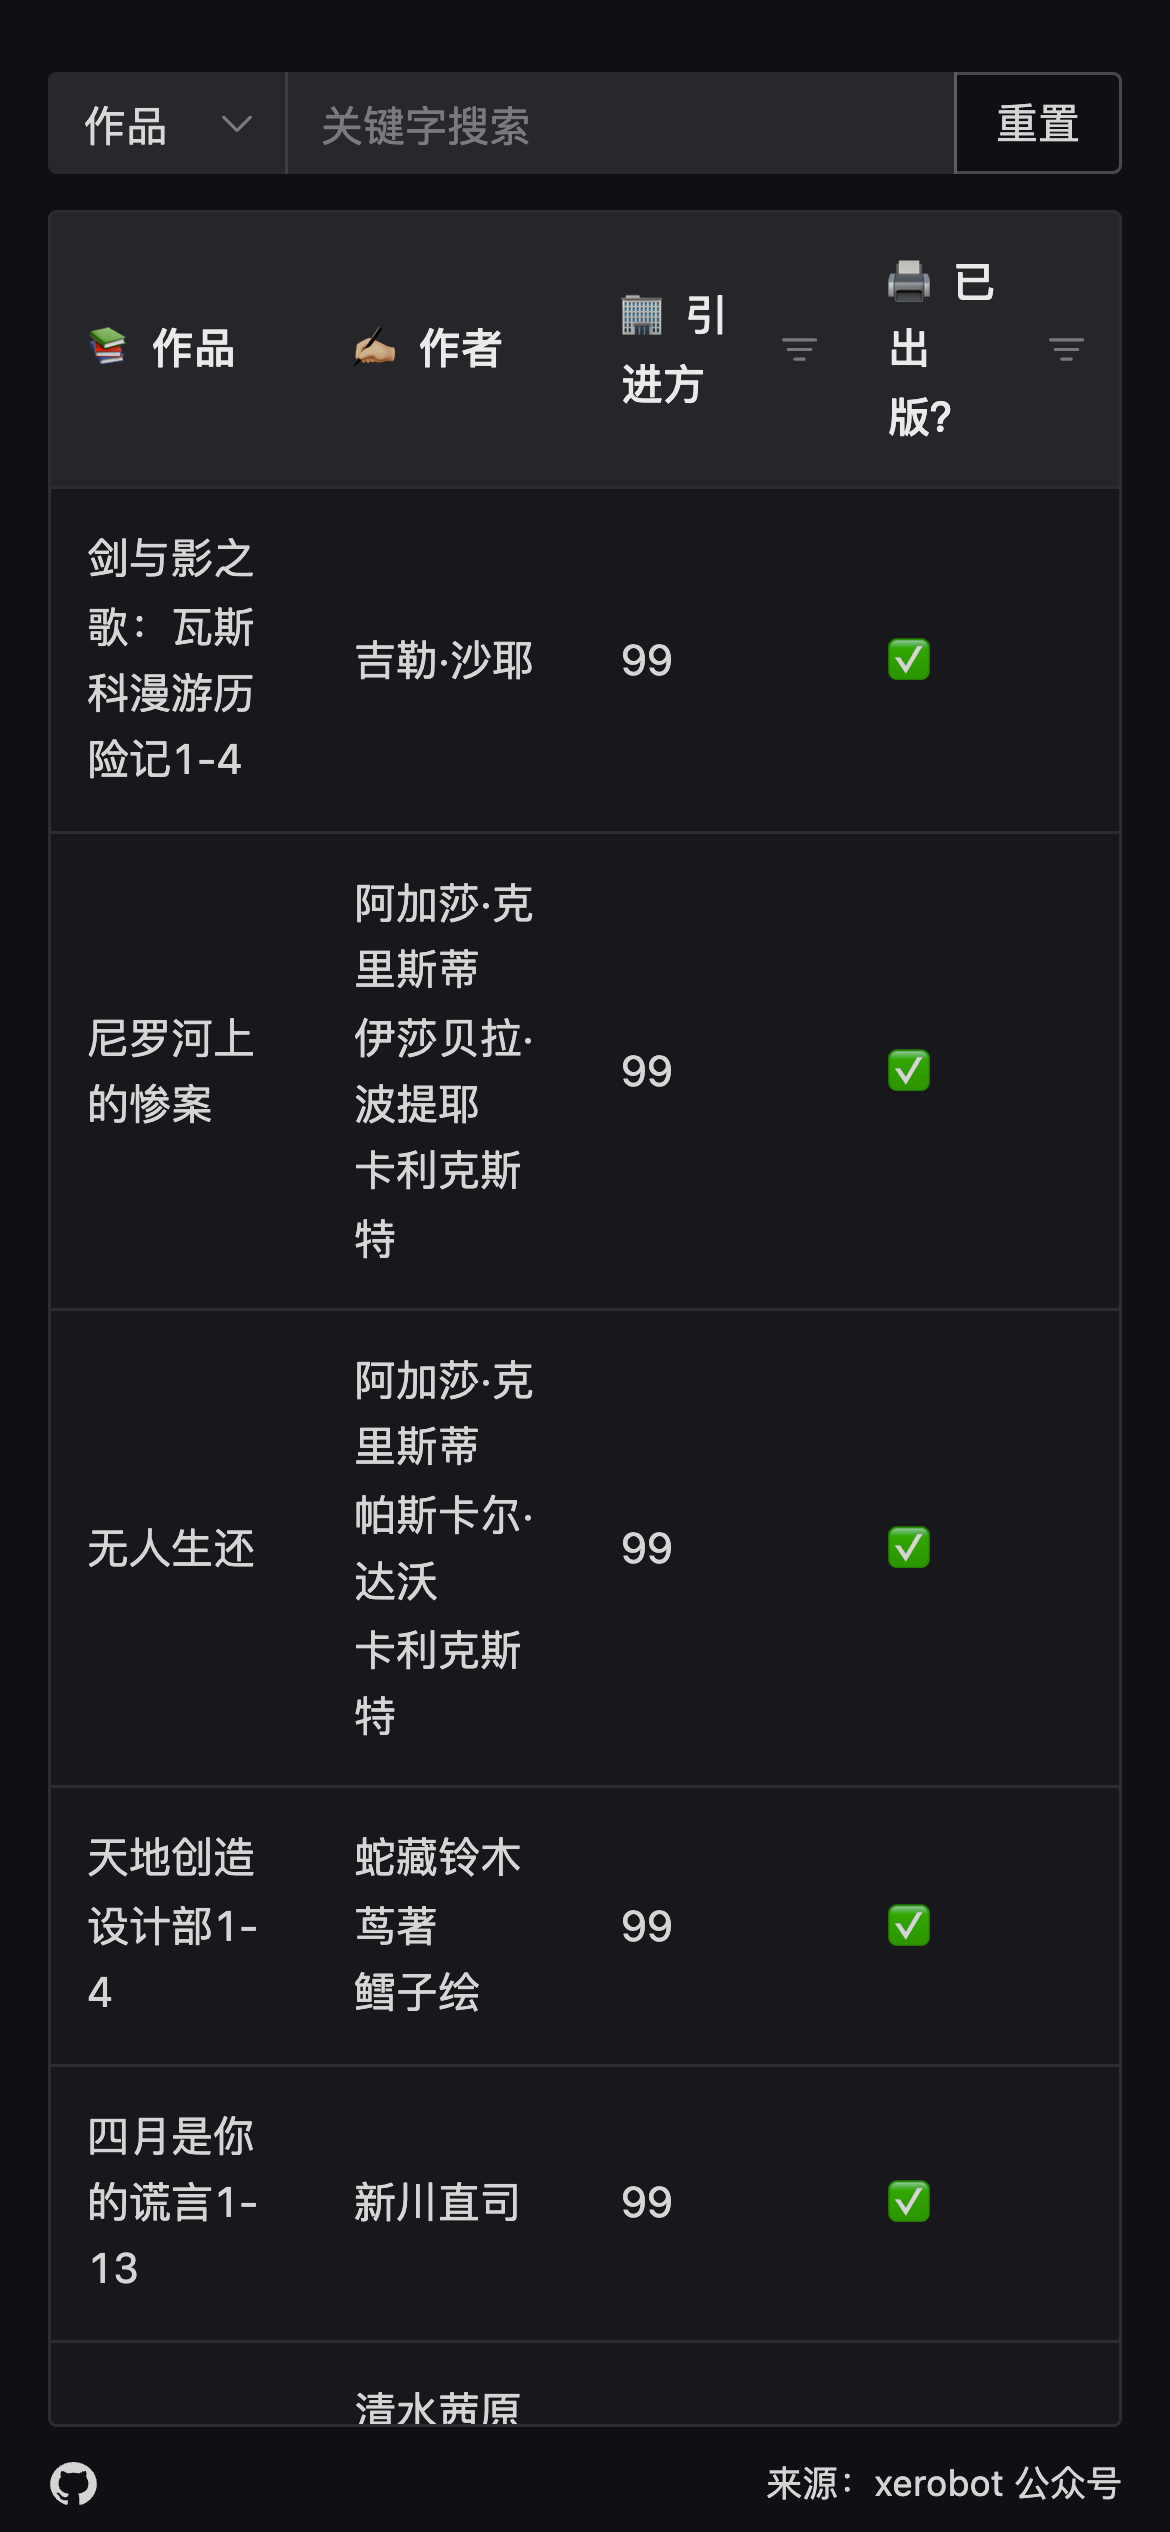 作品
关键字搜索
重置
作品
作者
引
进方
已
出
版?
剑与影之
歌：瓦斯
科漫游历
险记1-4
吉勒·沙耶
99
尼罗河上
的惨案
阿加莎·克
里斯蒂
伊莎贝拉·
波提耶
卡利克斯
特
99
无人生还
阿加莎·克
里斯蒂
帕斯卡尔·
达沃
卡利克斯
特
99
天地创造
设计部1-
4
蛇藏铃木
茑著
鳕子绘
99
四月是你
的谎言1-
13
新川直司
99
清水茜原
来源：xerobot 公众号